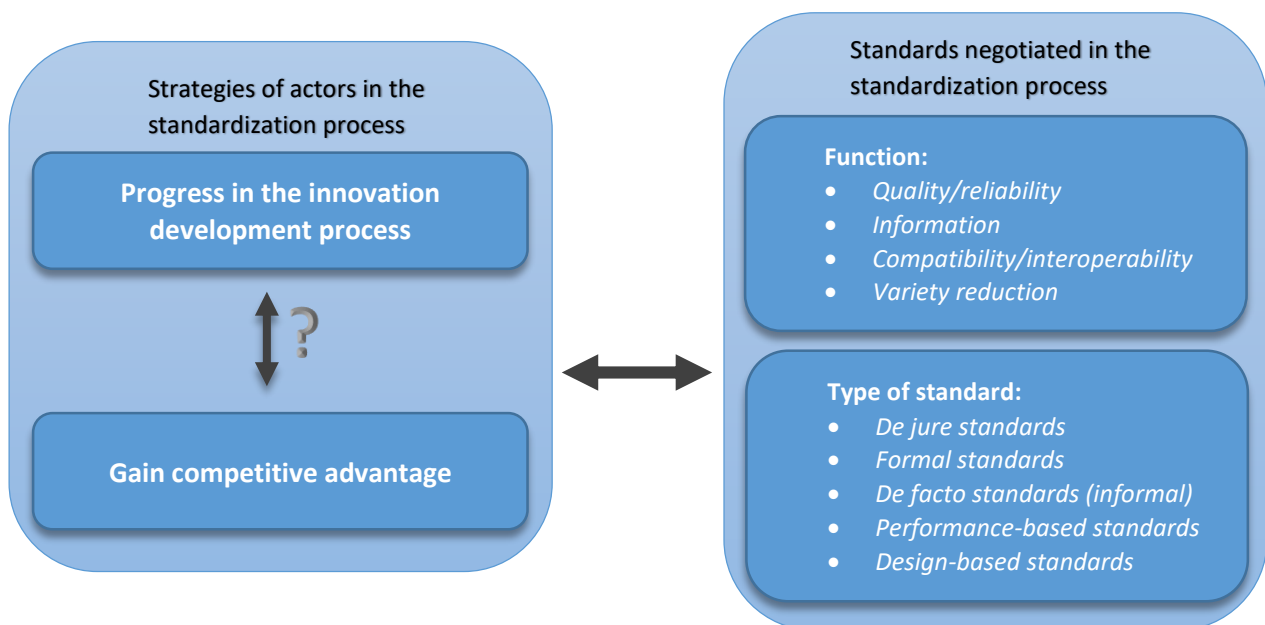 Strategies of actors in the
standardization process
Progress in the innovation
development process
?
Gain competitive advantage
Standards negotiated in the
standardization process
Function:
• Quality/reliability
• Information
• Compatibility/interoperability
• Variety reduction
Type of standard:
• De jure standards
• Formal standards
• De facto standards (informal)
• Performance-based standards
• Design-based standards